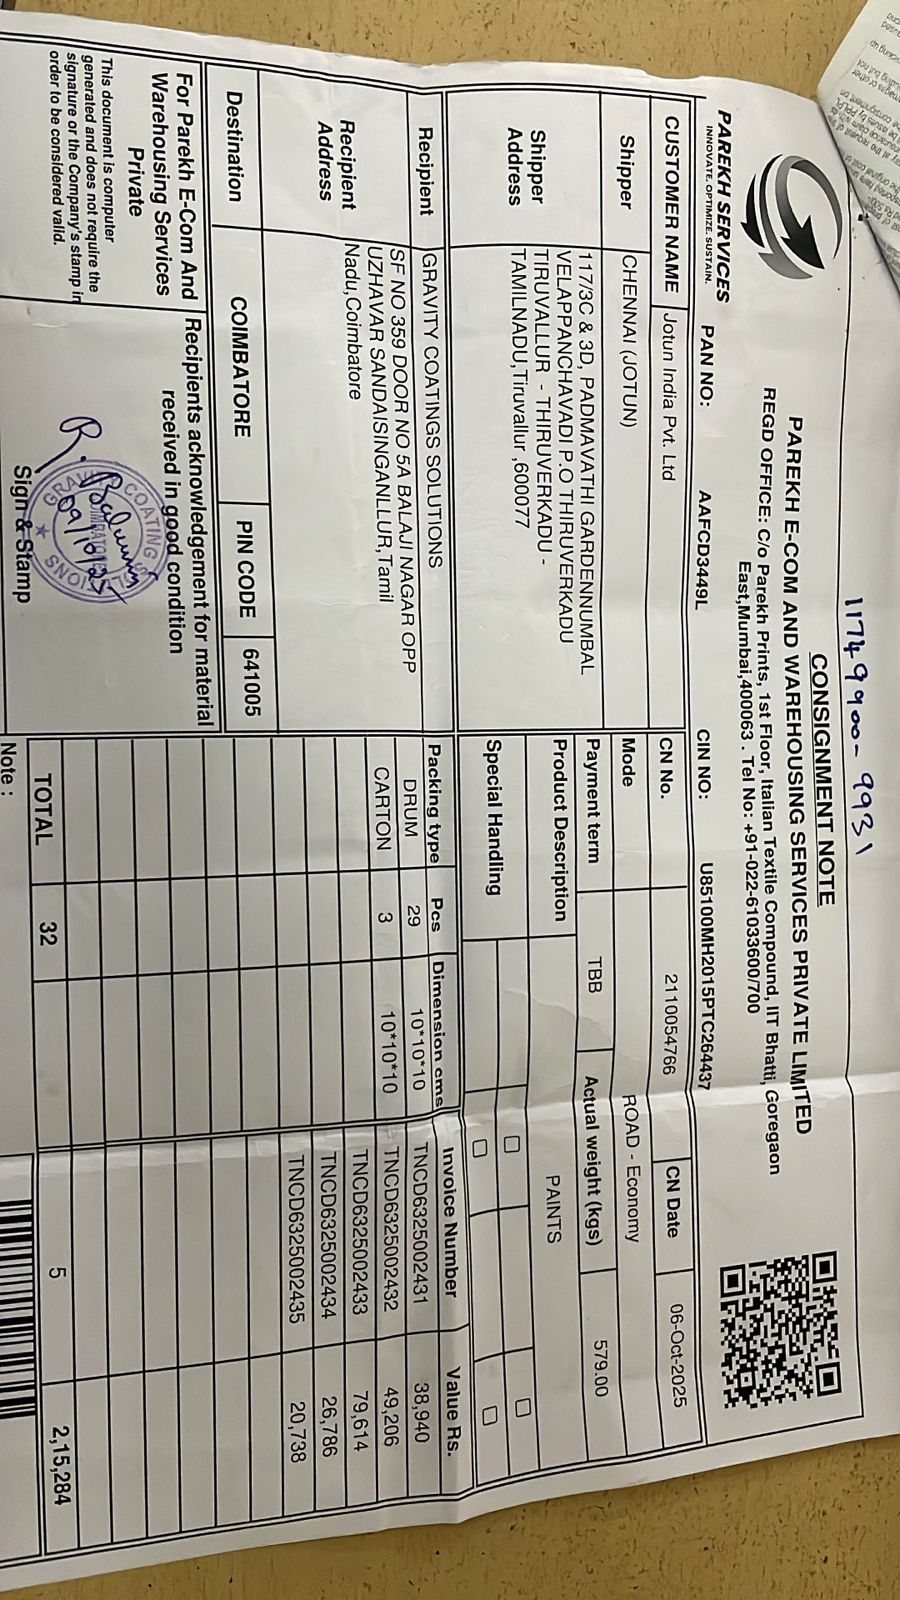 11749900-9931
CONSIGNMENT NOTE
PAREKH E-COM AND WAREHOUSING SERVICES PRIVATE LIMITED
REGD OFFICE: C/o Parekh Prints, 1st Floor, Italian Textile Compound, IIT Bhatti, Goregaon
East,Mumbai,400063 . Tel No: +91-022-61033600/700
PAREKH SERVICES
INNOVATE. OPTIMIZE. SUSTAIN.
PAN NO: AAFCD3449L CIN NO: U85100MH2015PTC264437
CUSTOMER NAME Jotun India Pvt. Ltd
CN No. 2110054766 CN Date 06-Oct-2025
Shipper CHENNAI (JOTUN)
Mode ROAD - Economy
Shipper Address
117/3C & 3D, PADMAVATHI GARDENNUMBAL
VELAPPANCHAVADI P.O THIRUVERKADU
TIRUVALLUR - THIRUVERKADU -
TAMILNADU,Tiruvallur ,600077
Payment term TBB Actual weight (kgs) 579.00
Product Description PAINTS
Special Handling
Recipient GRAVITY COATINGS SOLUTIONS
Recipient Address
SF NO 359 DOOR NO 5A BALAJI NAGAR OPP
UZHAVAR SANDAISINGANLLUR,Tamil
Nadu,Coimbatore
Destination COIMBATORE PIN CODE 641005
Packing type Pcs Dimension cms Invoice Number Value Rs.
DRUM 29 10*10*10 TNCD6325002431 38,940
CARTON 3 10*10*10 TNCD6325002432 49,206
TNCD6325002433 79,614
TNCD6325002434 26,786
TNCD6325002435 20,738
TOTAL 32 5 2,15,284
For Parekh E-Com And
Warehousing Services
Private
This document is computer
generated and does not require the
signature or the Company's stamp in
order to be considered valid.
Recipients acknowledgement for material
received in good condition
GRAVITY COATING SOLUTIONS
COIMBATORE
09/10/25
Sign & Stamp
Note :